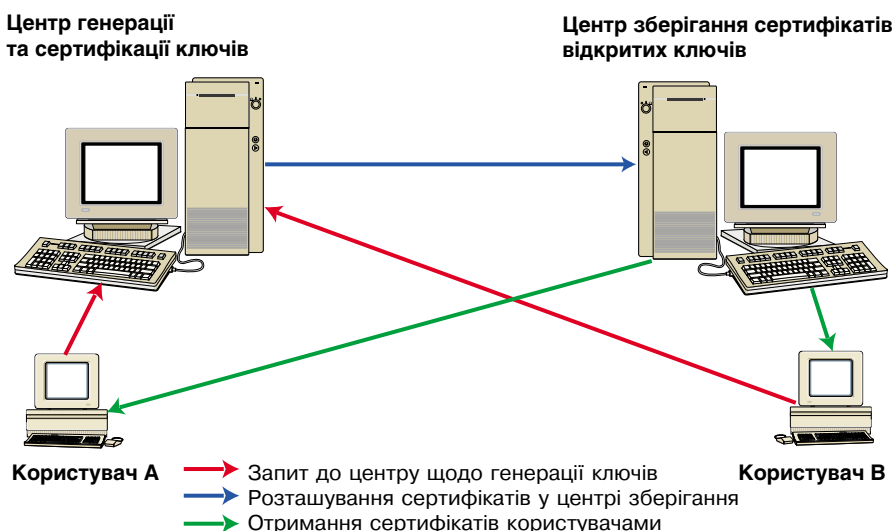 Центр генерації
та сертифікації ключів
Центр зберігання сертифікатів
відкритих ключів
Користувач A
Користувач B
Запит до центру щодо генерації ключів
Розташування сертифікатів у центрі зберігання
Отримання сертифікатів користувачами